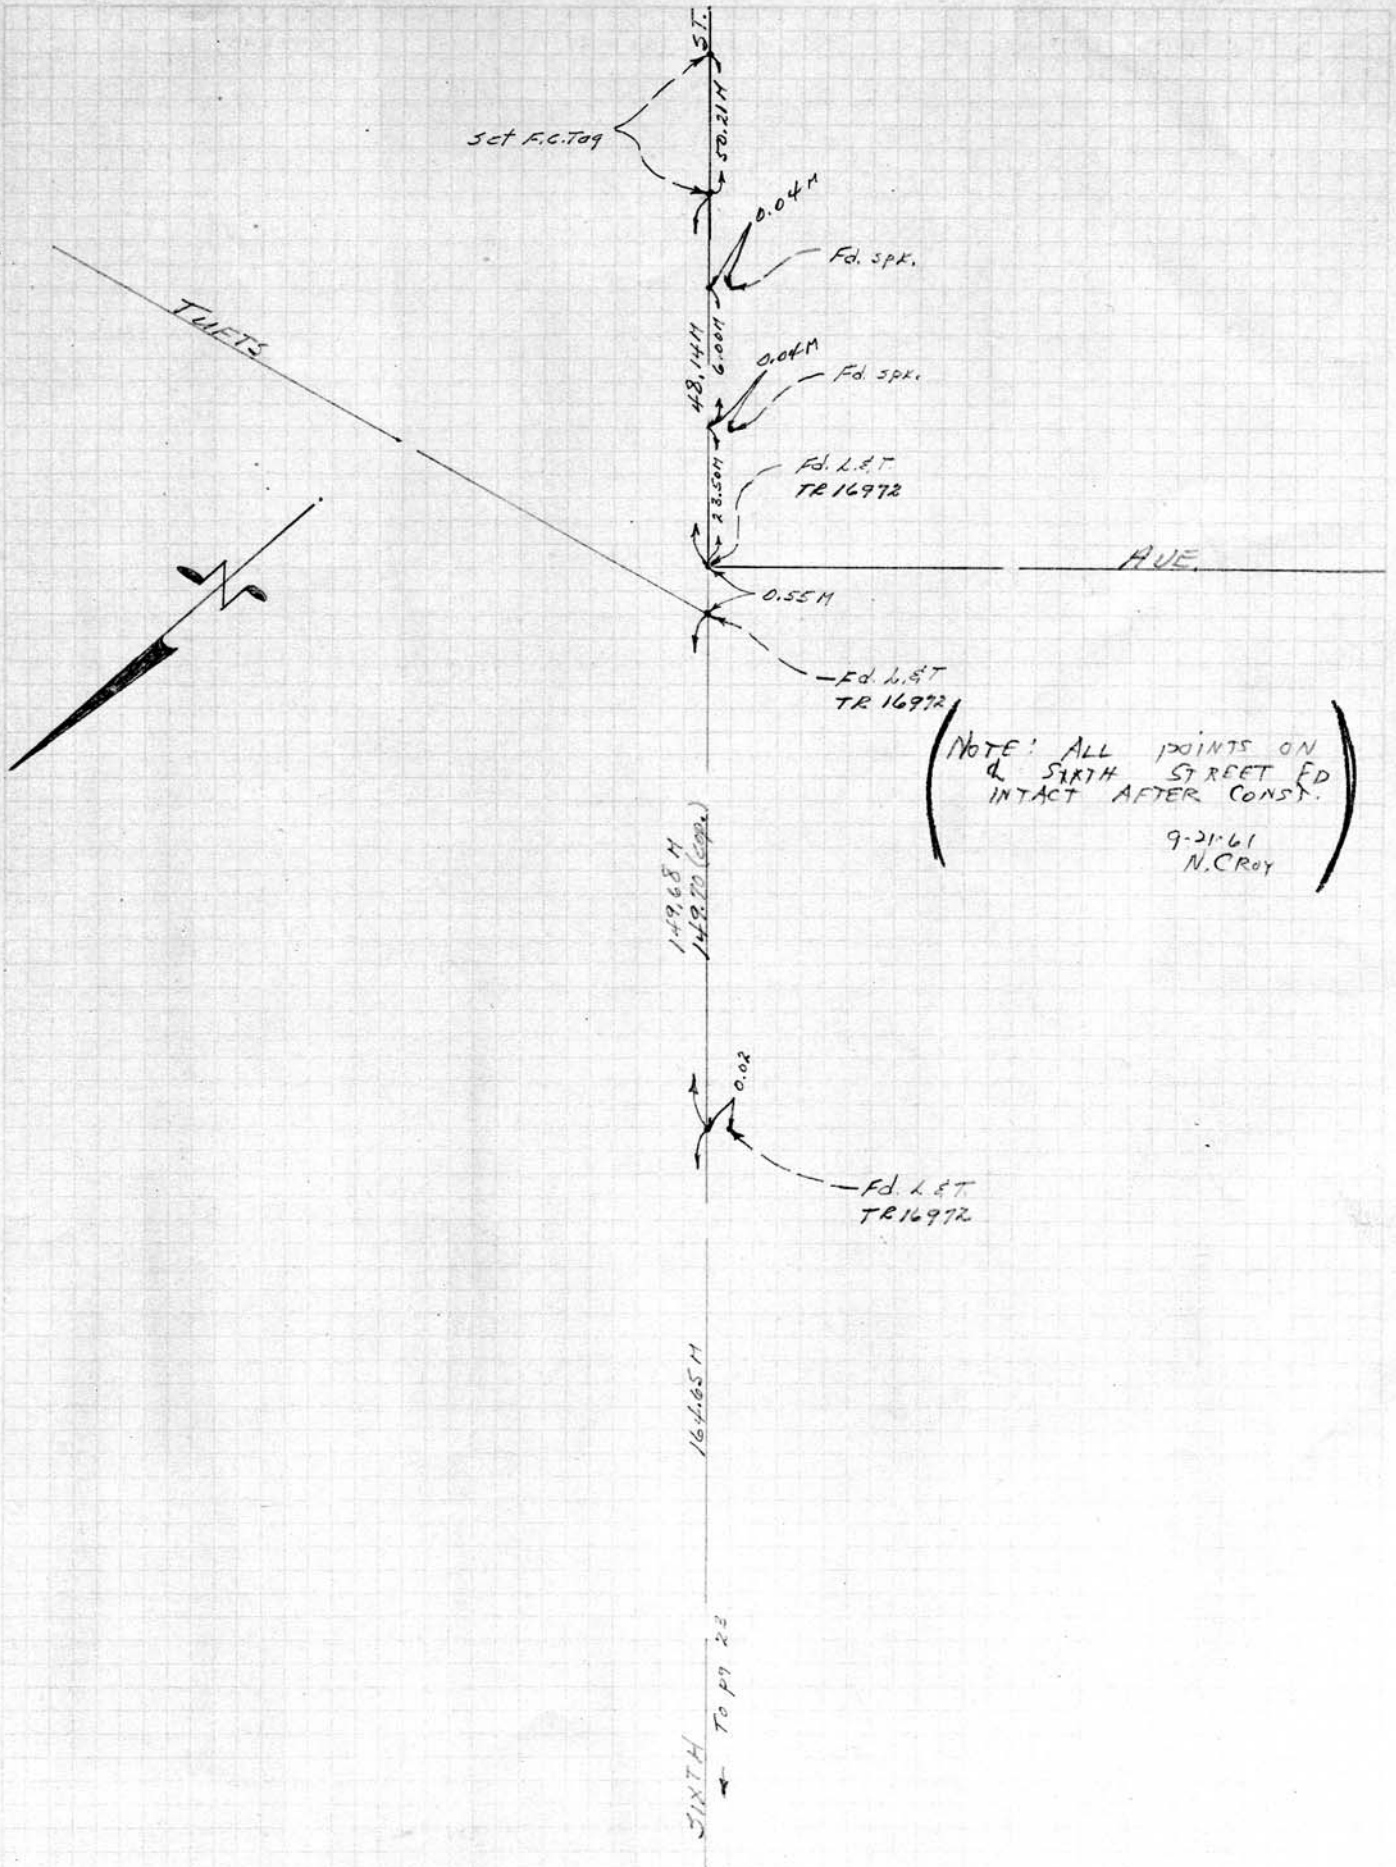 ST.
50.21 M
Set F.C. Tag
0.04 M
Fd. spk.
TUFTS
48.14 M
6.00 M
0.04 M
Fd. spk.
23.50 M
Fd. L.&T.
TR 16972
AVE.
0.55 M
Fd. L.&T
TR 16972
NOTE: ALL POINTS ON
℄ SIXTH STREET FD
INTACT AFTER CONST.
9-21-61
N. CROY
149.68 M
149.70
0.02
Fd. L.&T.
TR 16972
164.65 M
To pg 23
SIXTH